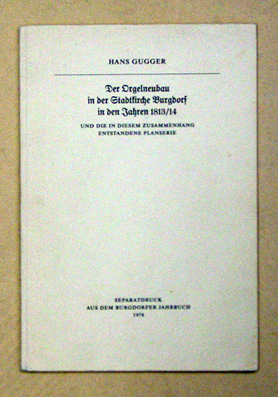 HANS GUGGER
Der Orgelneubau
in der Stadtkirche Burgdorf
in den Jahren 1813/14
UND DIE IN DIESEM ZUSAMMENHANG
ENTSTANDENE PLANSERIE
SEPARATDRUCK
AUS DEM BURGDORFER JAHRBUCH
1978